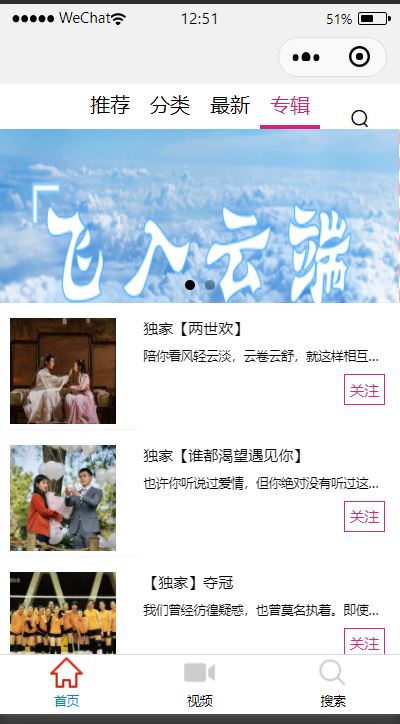 WeChat 12:51 51%
推荐 分类 最新 专辑
飞入云端
独家【两世欢】
陪你看风轻云淡，云卷云舒，就这样相互...
关注
独家【谁都渴望遇见你】
也许你听说过爱情，但你绝对没有听过这...
关注
【独家】夺冠
我们曾经彷徨疑惑，也曾莫名执着。即使...
关注
首页 视频 搜索